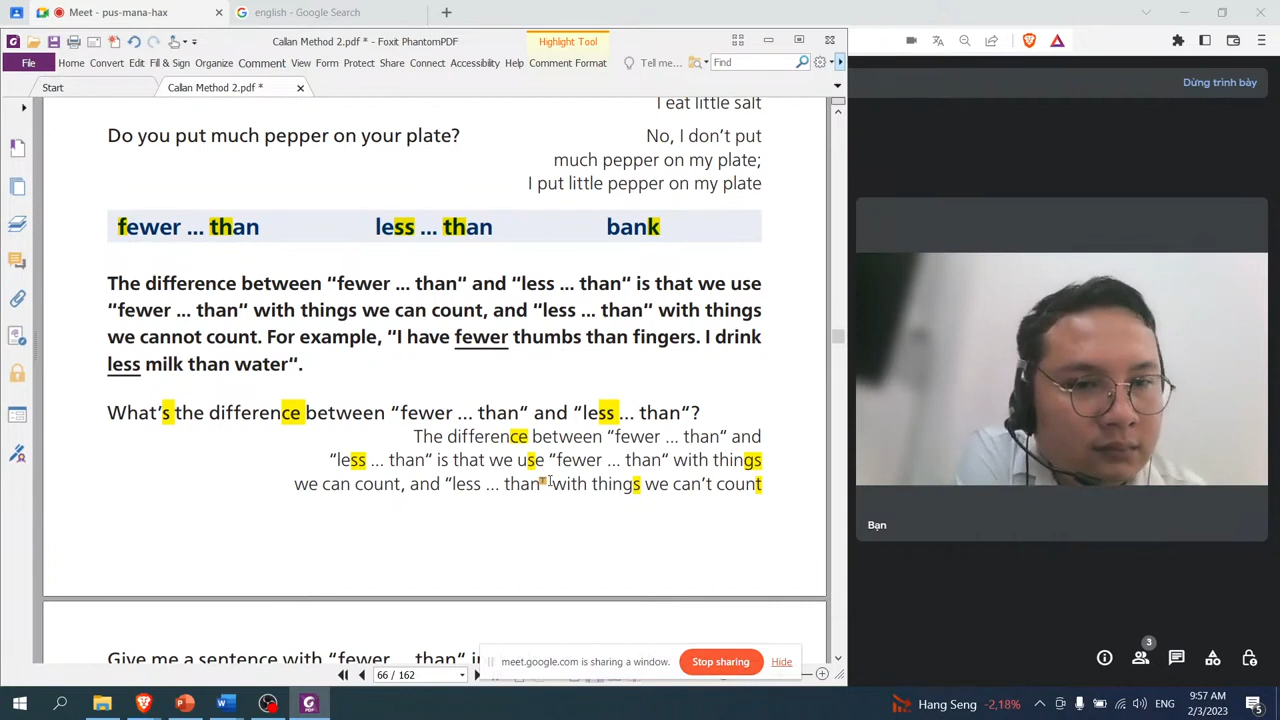 Meet - pus-mana-hax
english - Google Search
Callan Method 2.pdf * - Foxit PhantomPDF
Highlight Tool
File Home Convert Edit Fill & Sign Organize Comment View Form Protect Share Connect Accessibility Help Comment Format Tell me... Find
Start
Callan Method 2.pdf *
Dừng trình bày
I eat little salt
Do you put much pepper on your plate?
No, I don't put
much pepper on my plate;
I put little pepper on my plate
fewer ... than less ... than bank
The difference between "fewer ... than" and "less ... than" is that we use
"fewer ... than" with things we can count, and "less ... than" with things
we cannot count. For example, "I have fewer thumbs than fingers. I drink
less milk than water".
What's the difference between "fewer ... than" and "less ... than"?
The difference between "fewer ... than" and
"less ... than" is that we use "fewer ... than" with things
we can count, and "less ... than" with things we can't count
Bạn
Give me a sentence with "fewer ... than" i
meet.google.com is sharing a window.
Stop sharing
Hide
3
66 / 162
Hang Seng -2,18%
ENG
9:57 AM
2/3/2023
5